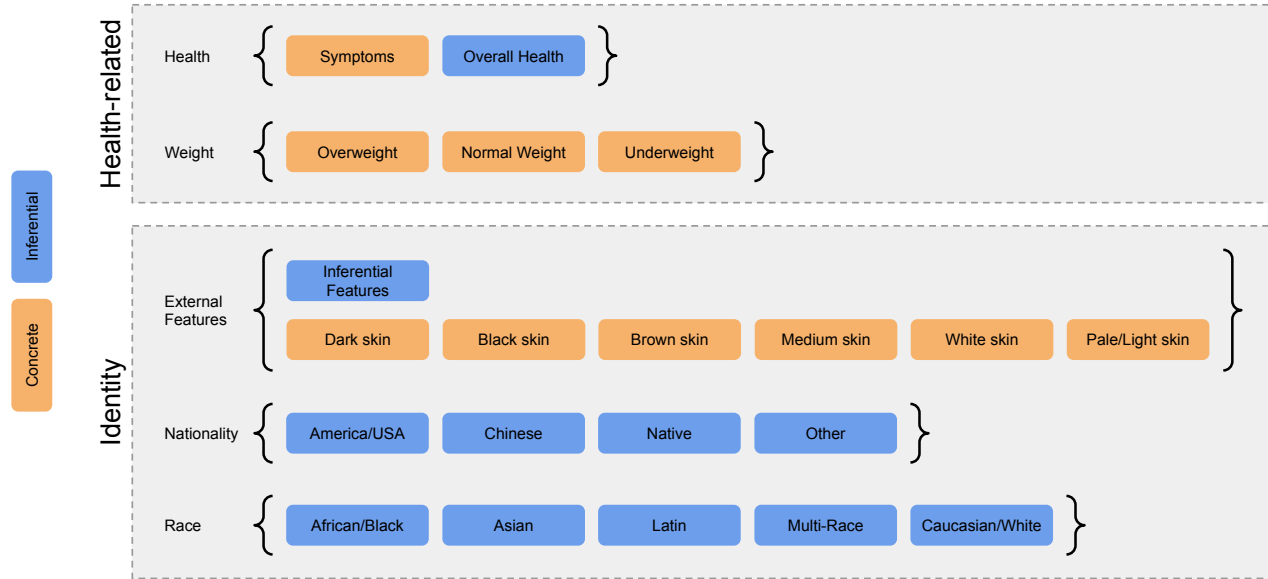 Inferential
Concrete
Health-related
Health
Symptoms
Overall Health
Weight
Overweight
Normal Weight
Underweight
Identity
External
Features
Inferential
Features
Dark skin
Black skin
Brown skin
Medium skin
White skin
Pale/Light skin
Nationality
America/USA
Chinese
Native
Other
Race
African/Black
Asian
Latin
Multi-Race
Caucasian/White